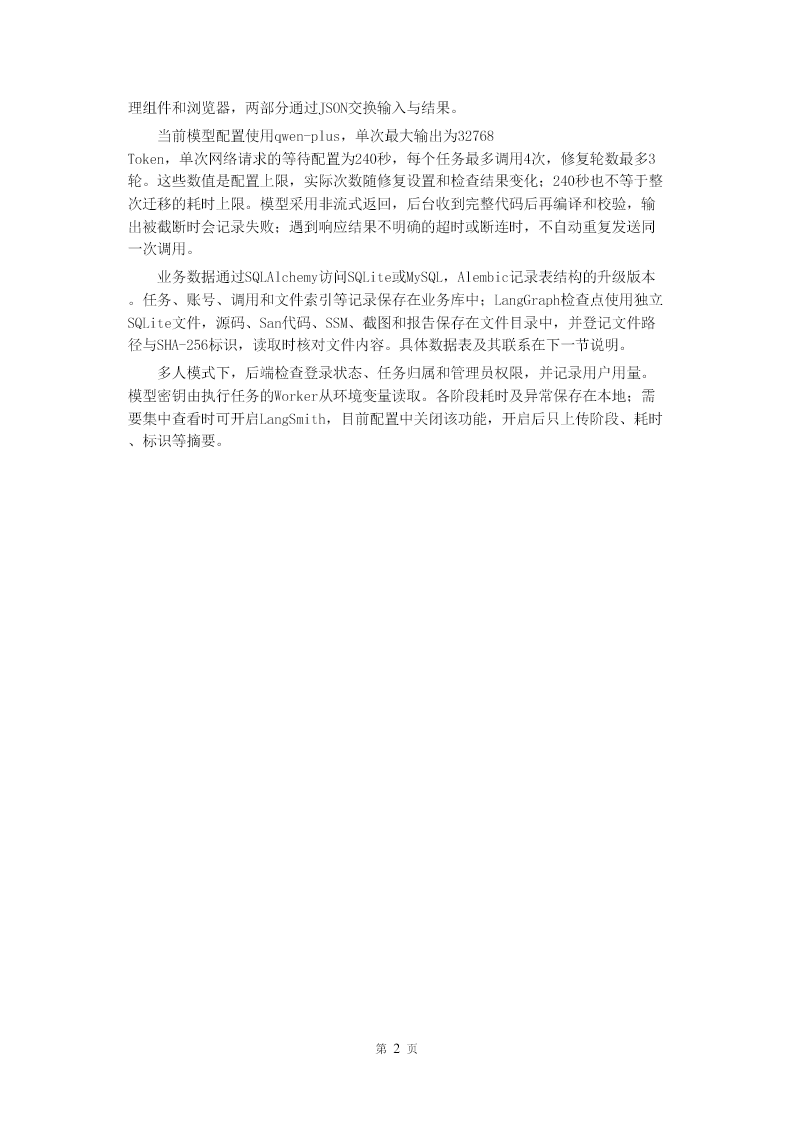 理组件和浏览器，两部分通过JSON交换输入与结果。
当前模型配置使用qwen-plus，单次最大输出为32768
Token，单次网络请求的等待配置为240秒，每个任务最多调用4次，修复轮数最多3
轮。这些数值是配置上限，实际次数随修复设置和检查结果变化；240秒也不等于整
次迁移的耗时上限。模型采用非流式返回，后台收到完整代码后再编译和校验，输
出被截断时会记录失败；遇到响应结果不明确的超时或断连时，不自动重复发送同
一次调用。
业务数据通过SQLAlchemy访问SQLite或MySQL，Alembic记录表结构的升级版本
。任务、账号、调用和文件索引等记录保存在业务库中；LangGraph检查点使用独立
SQLite文件，源码、San代码、SSM、截图和报告保存在文件目录中，并登记文件路
径与SHA-256标识，读取时核对文件内容。具体数据表及其联系在下一节说明。
多人模式下，后端检查登录状态、任务归属和管理员权限，并记录用户用量。
模型密钥由执行任务的Worker从环境变量读取。各阶段耗时及异常保存在本地；需
要集中查看时可开启LangSmith，目前配置中关闭该功能，开启后只上传阶段、耗时
、标识等摘要。
第 2 页